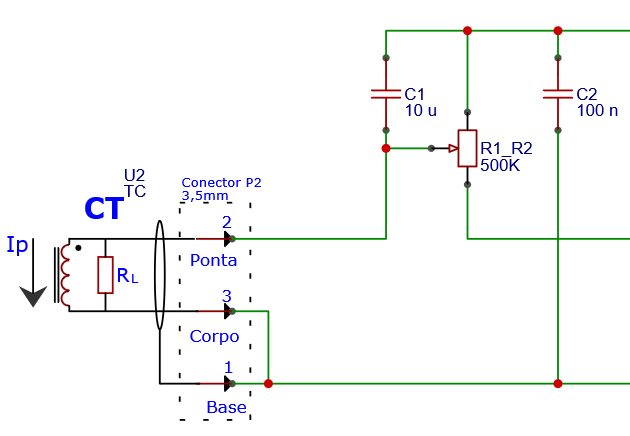 C1
10 u
C2
100 n
R1_R2
500K
U2
TC
Conector P2
3,5mm
CT
2
Ip
Ponta
RL
3
Corpo
1
Base